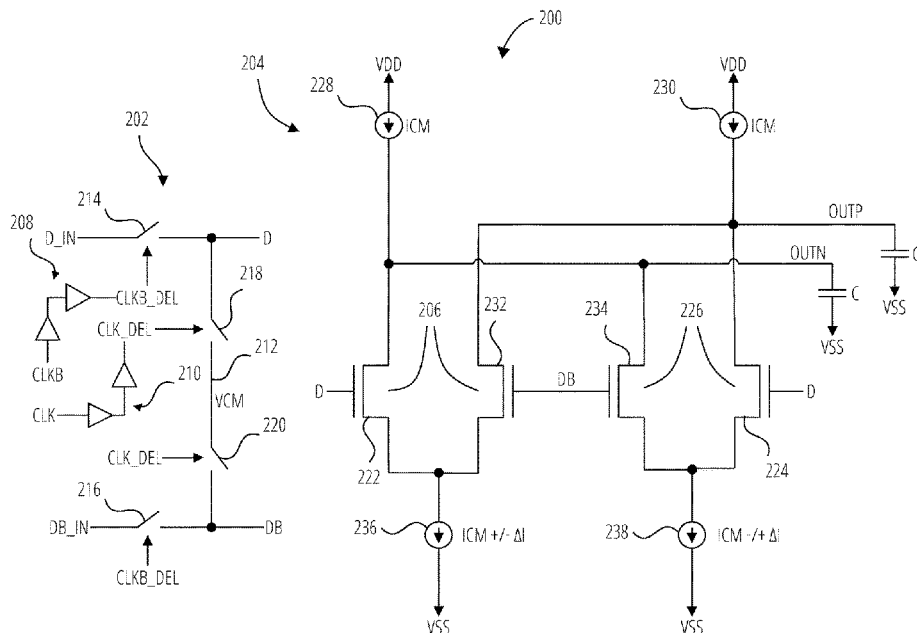 200
VDD
VDD
204
228
ICM
230
ICM
202
214
D_IN
D
208
CLKB_DEL
218
CLK_DEL
212
CLKB
VCM
CLK
210
220
CLK_DEL
216
DB_IN
DB
CLKB_DEL
OUTP
C
VSS
OUTN
C
VSS
206
232
234
226
D
DB
D
222
224
236
ICM +/- ΔI
238
ICM -/+ ΔI
VSS
VSS